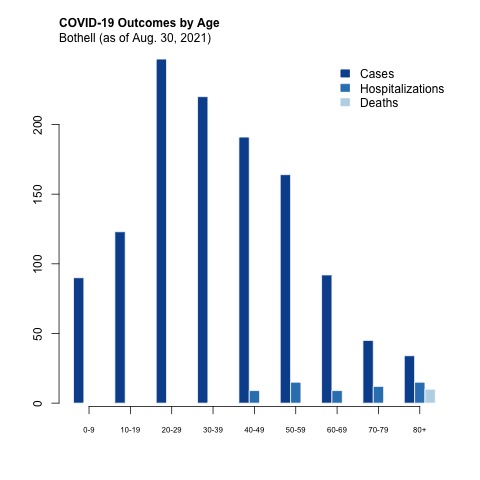 COVID-19 Outcomes by Age
Bothell (as of Aug. 30, 2021)
Cases
Hospitalizations
Deaths
200
150
100
50
0
0-9 10-19 20-29 30-39 40-49 50-59 60-69 70-79 80+